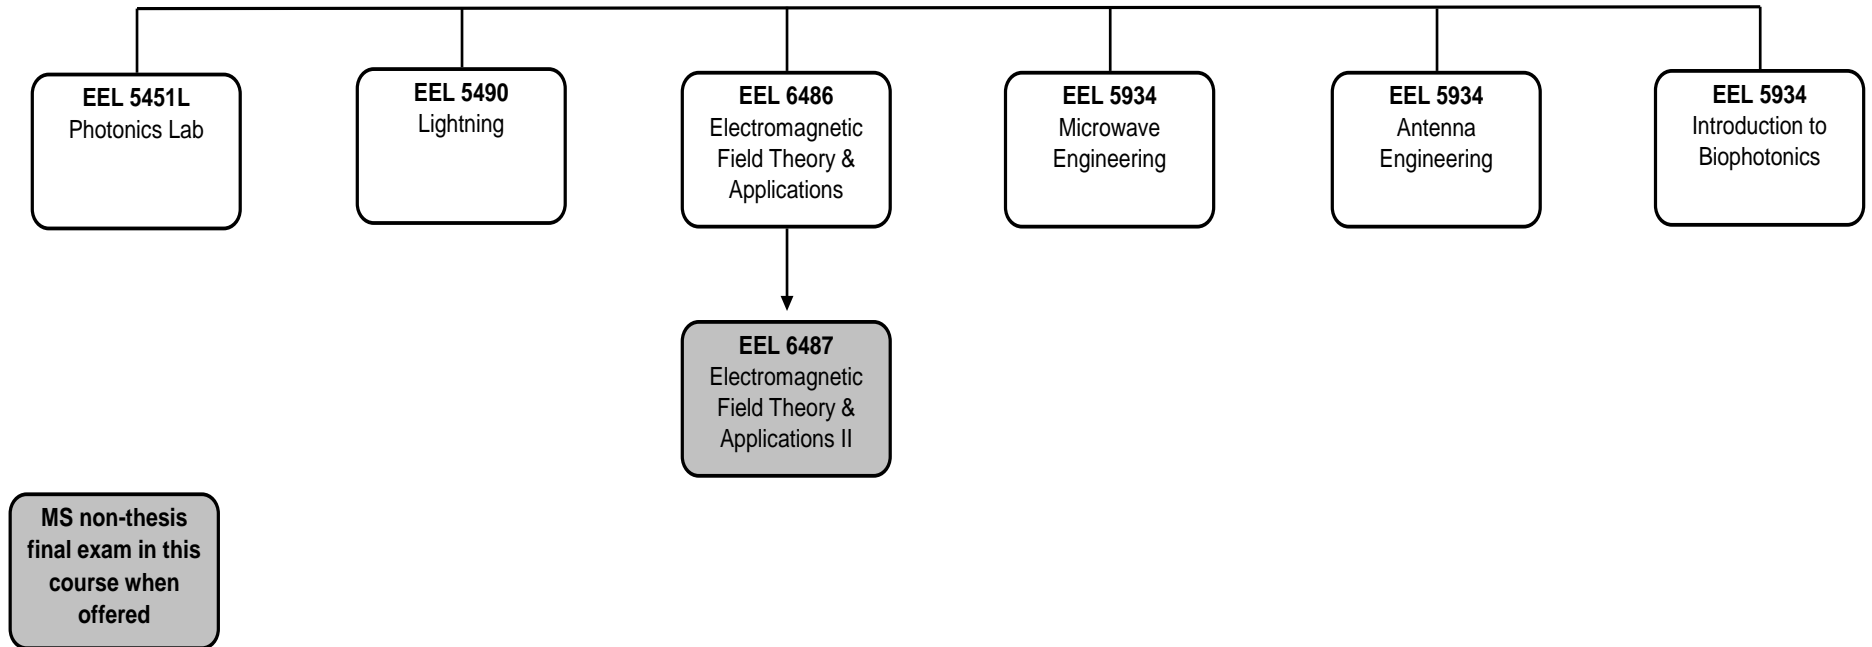 EEL 5451L
Photonics Lab
EEL 5490
Lightning
EEL 6486
Electromagnetic
Field Theory &
Applications
EEL 5934
Microwave
Engineering
EEL 5934
Antenna
Engineering
EEL 5934
Introduction to
Biophotonics
EEL 6487
Electromagnetic
Field Theory &
Applications II
MS non-thesis
final exam in this
course when
offered